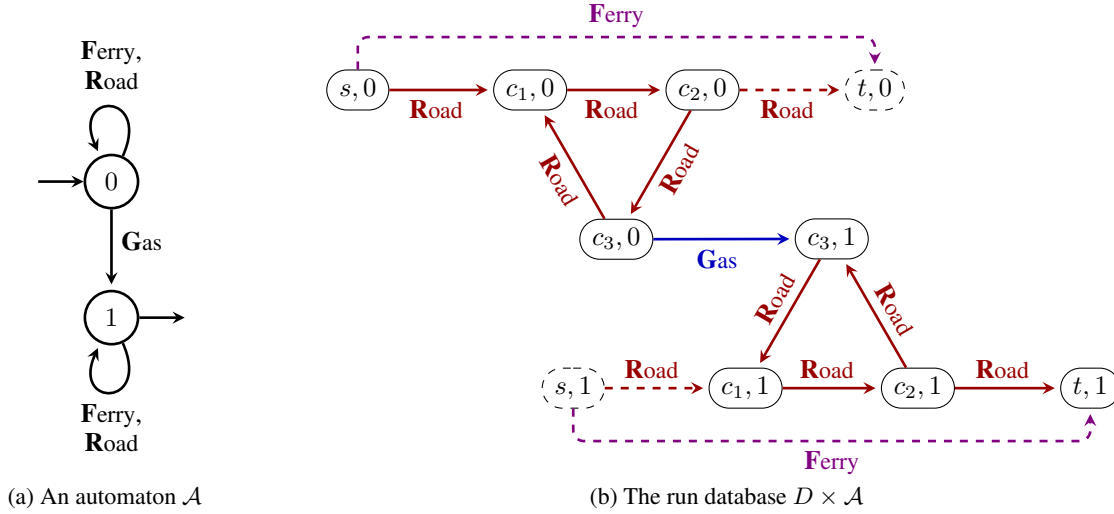 Ferry,
Road
0
Gas
1
Ferry,
Road
(a) An automaton 𝒜
Ferry
s, 0
Road
c₁, 0
Road
c₂, 0
Road
t, 0
Road
Road
c₃, 0
Gas
c₃, 1
Road
Road
s, 1
Road
c₁, 1
Road
c₂, 1
Road
t, 1
Ferry
(b) The run database D × 𝒜